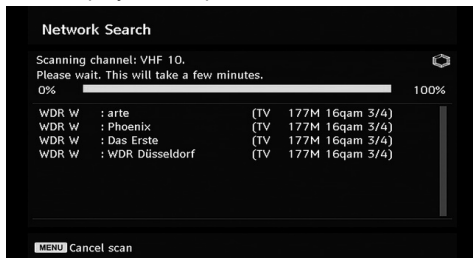 Network Search
Scanning channel: VHF 10.
Please wait. This will take a few minutes.
0% 100%
WDR W : arte (TV 177M 16qam 3/4)
WDR W : Phoenix (TV 177M 16qam 3/4)
WDR W : Das Erste (TV 177M 16qam 3/4)
WDR W : WDR Düsseldorf (TV 177M 16qam 3/4)
MENU Cancel scan